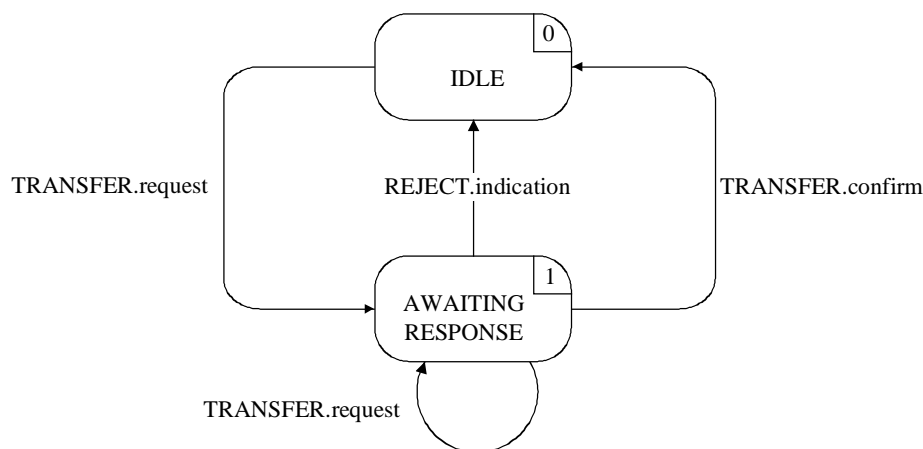 0
IDLE
TRANSFER.request
REJECT.indication
TRANSFER.confirm
1
AWAITING
RESPONSE
TRANSFER.request